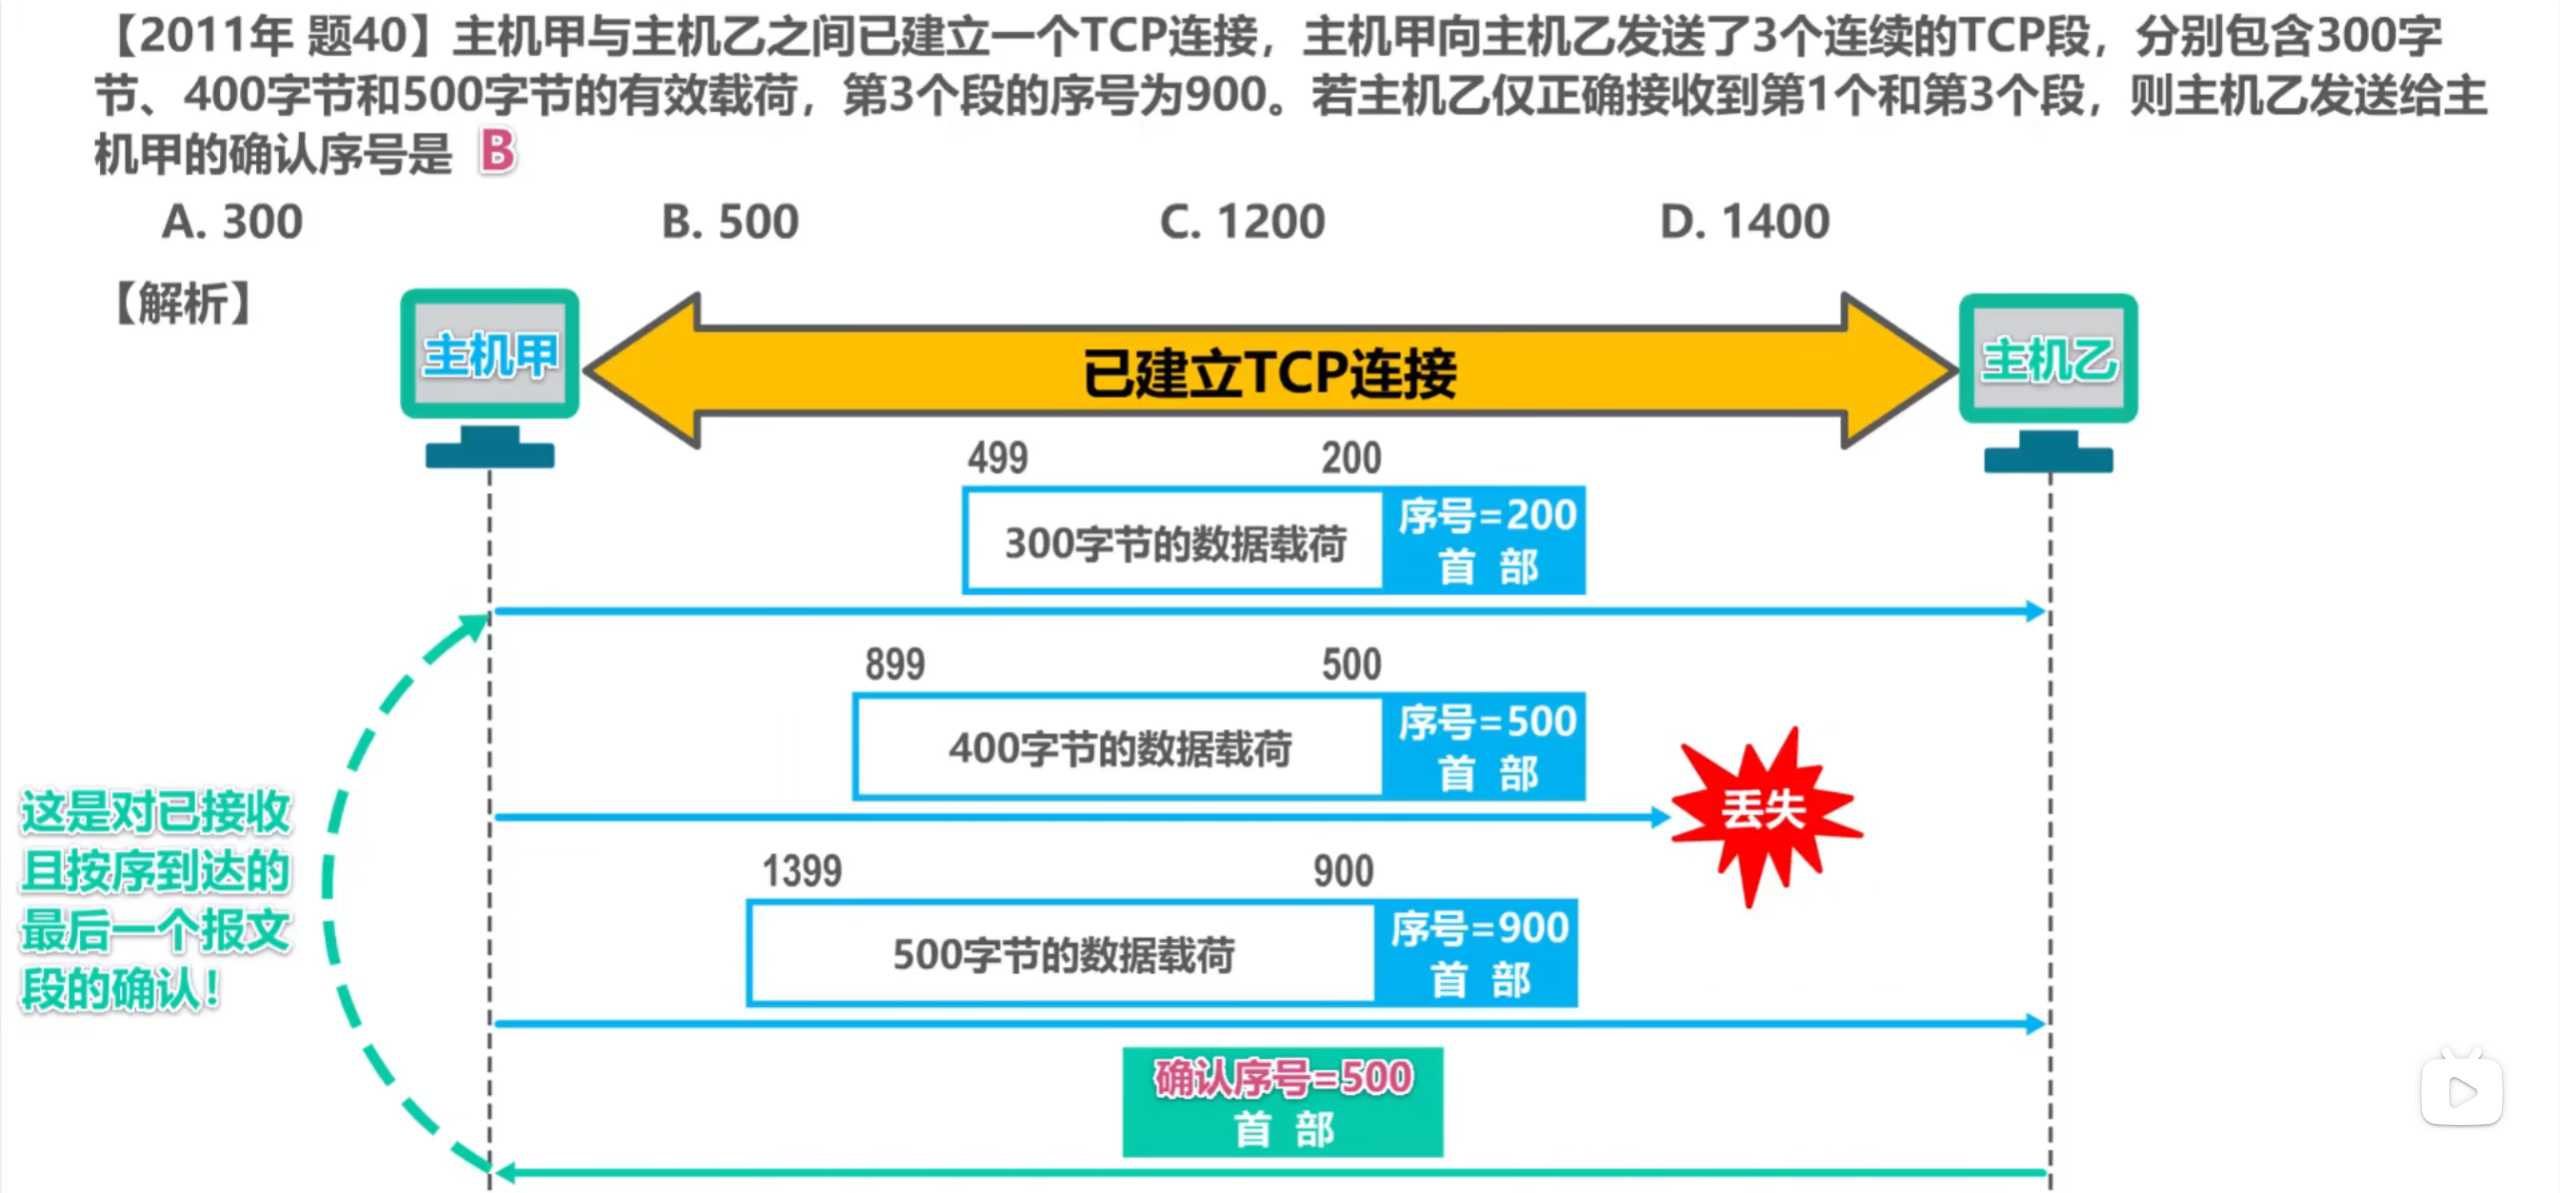 【2011年 题40】主机甲与主机乙之间已建立一个TCP连接，主机甲向主机乙发送了3个连续的TCP段，分别包含300字
节、400字节和500字节的有效载荷，第3个段的序号为900。若主机乙仅正确接收到第1个和第3个段，则主机乙发送给主
机甲的确认序号是 B
A. 300 B. 500 C. 1200 D. 1400
【解析】
主机甲
已建立TCP连接
主机乙
499 200
300字节的数据载荷
序号=200
首 部
899 500
400字节的数据载荷
序号=500
首 部
丢失
1399 900
500字节的数据载荷
序号=900
首 部
这是对已接收
且按序到达的
最后一个报文
段的确认！
确认序号=500
首 部